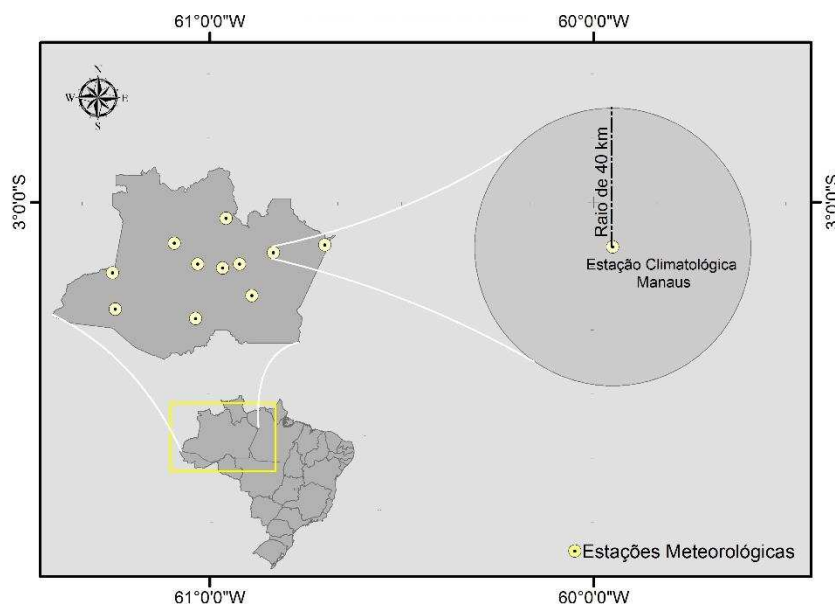 61°0'0"W 60°0'0"W
N
W E
S
3°0'0"S 3°0'0"S
Raio de 40 km
Estação Climatológica
Manaus
Estações Meteorológicas
61°0'0"W 60°0'0"W